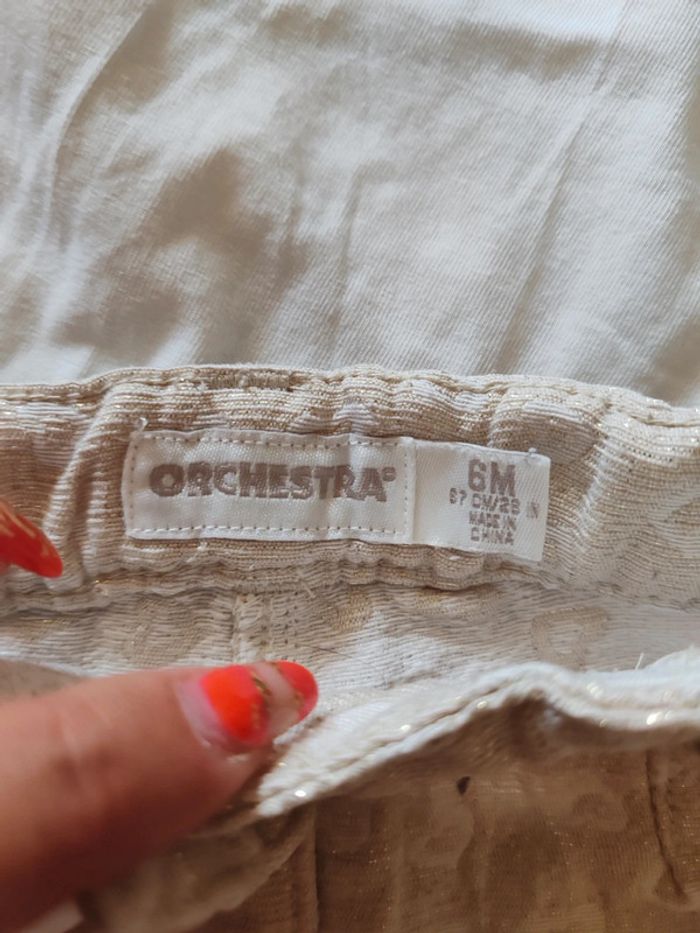 ORCHESTRA®
6M
67 CM/26 IN
MADE IN
CHINA